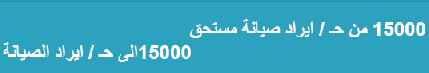 15000 من حـ / ايراد صيانة مستحق
15000الى حـ / ايراد الصيانة